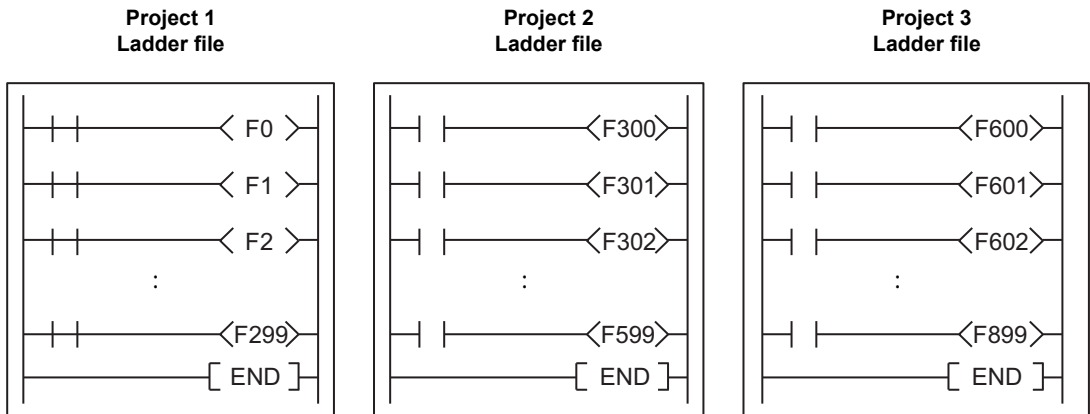 Project 1
Ladder file
F0
F1
F2
:
F299
END
Project 2
Ladder file
F300
F301
F302
:
F599
END
Project 3
Ladder file
F600
F601
F602
:
F899
END